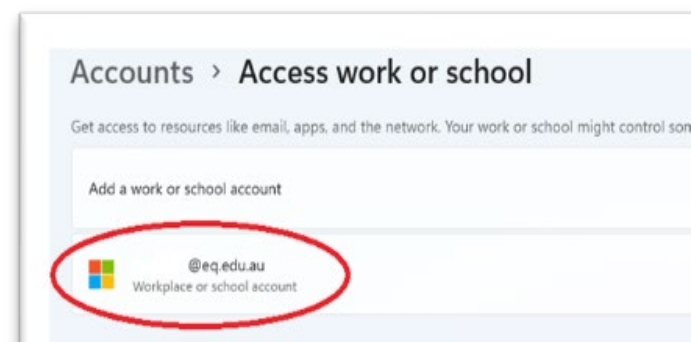 Accounts > Access work or school
Get access to resources like email, apps, and the network. Your work or school might control
Add a work or school account
@eq.edu.au
Workplace or school account